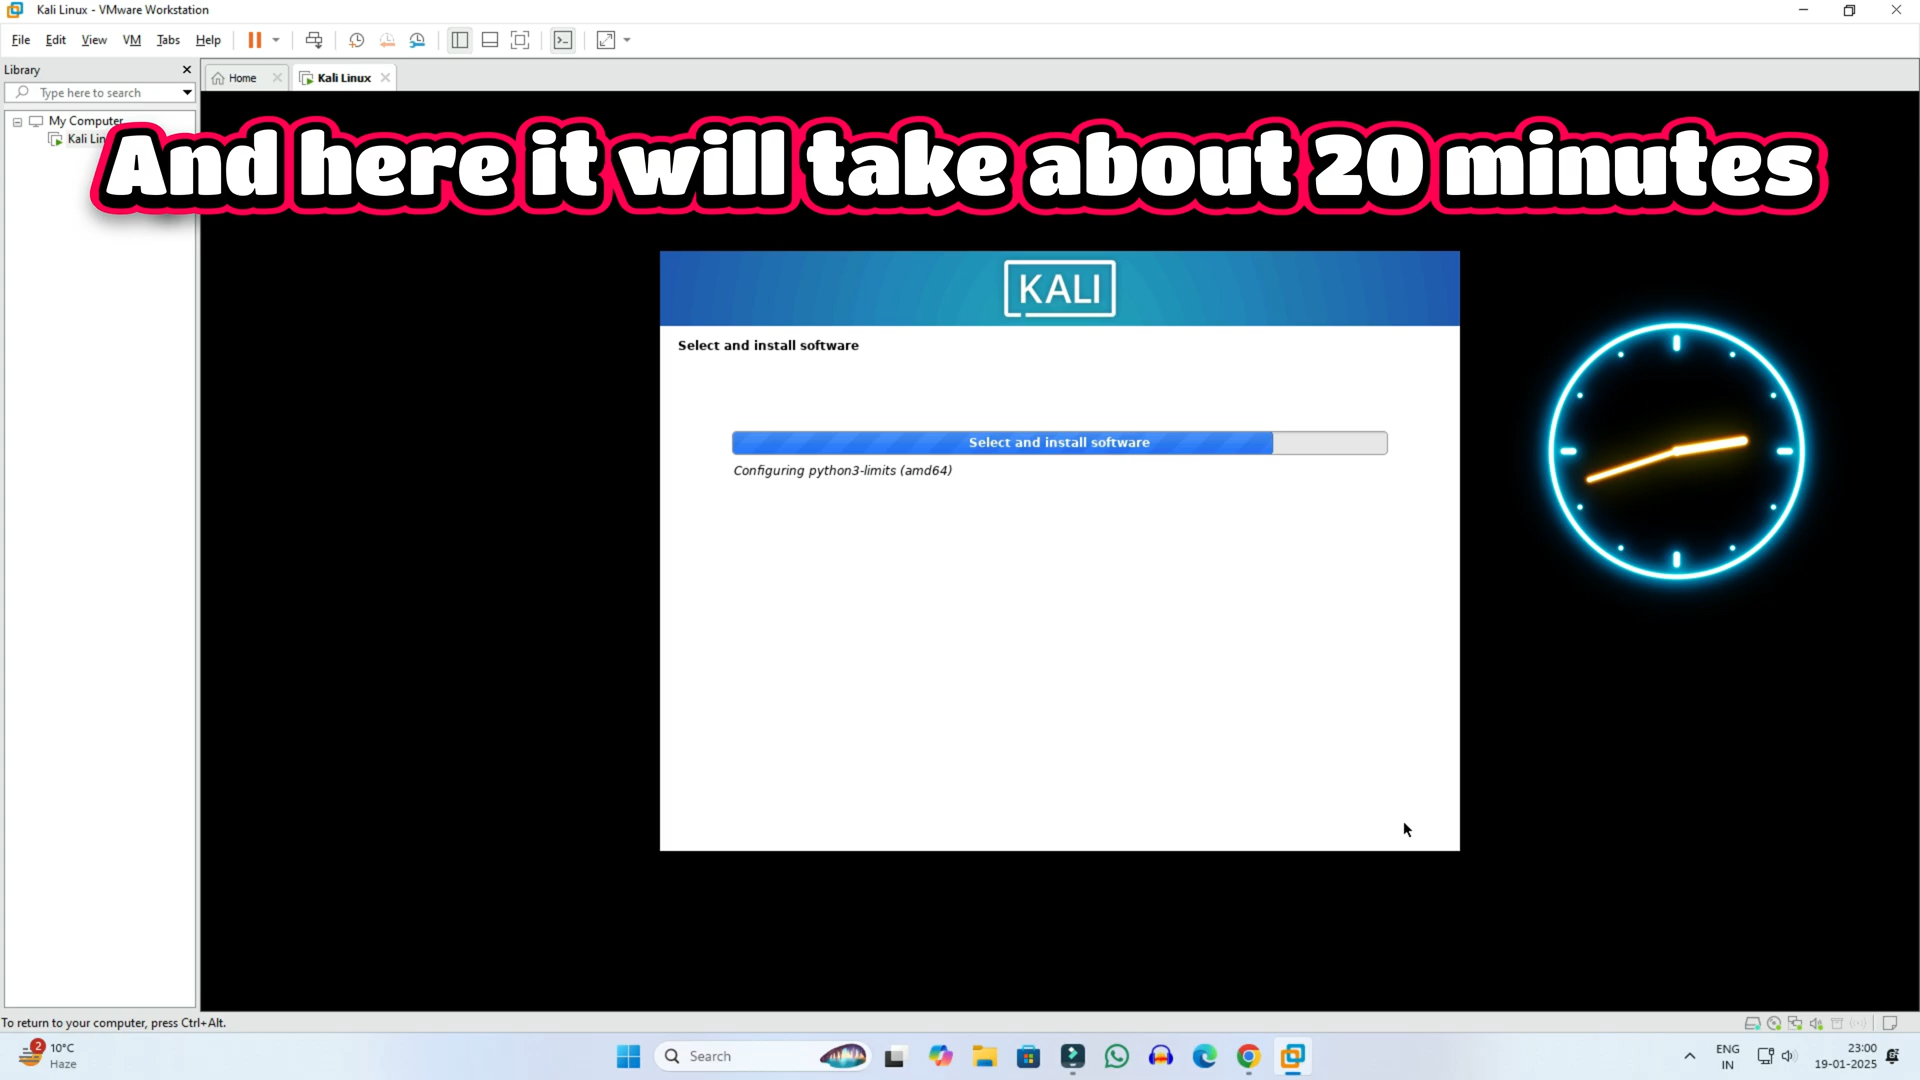 Kali Linux - VMware Workstation
File Edit View VM Tabs Help
Library
Home
Kali Linux
Type here to search
My Computer
Kali Lin
And here it will take about 20 minutes
KALI
Select and install software
Select and install software
Configuring python3-limits (amd64)
To return to your computer, press Ctrl+Alt.
2
10°C
Haze
Search
ENG
IN
23:00
19-01-2025